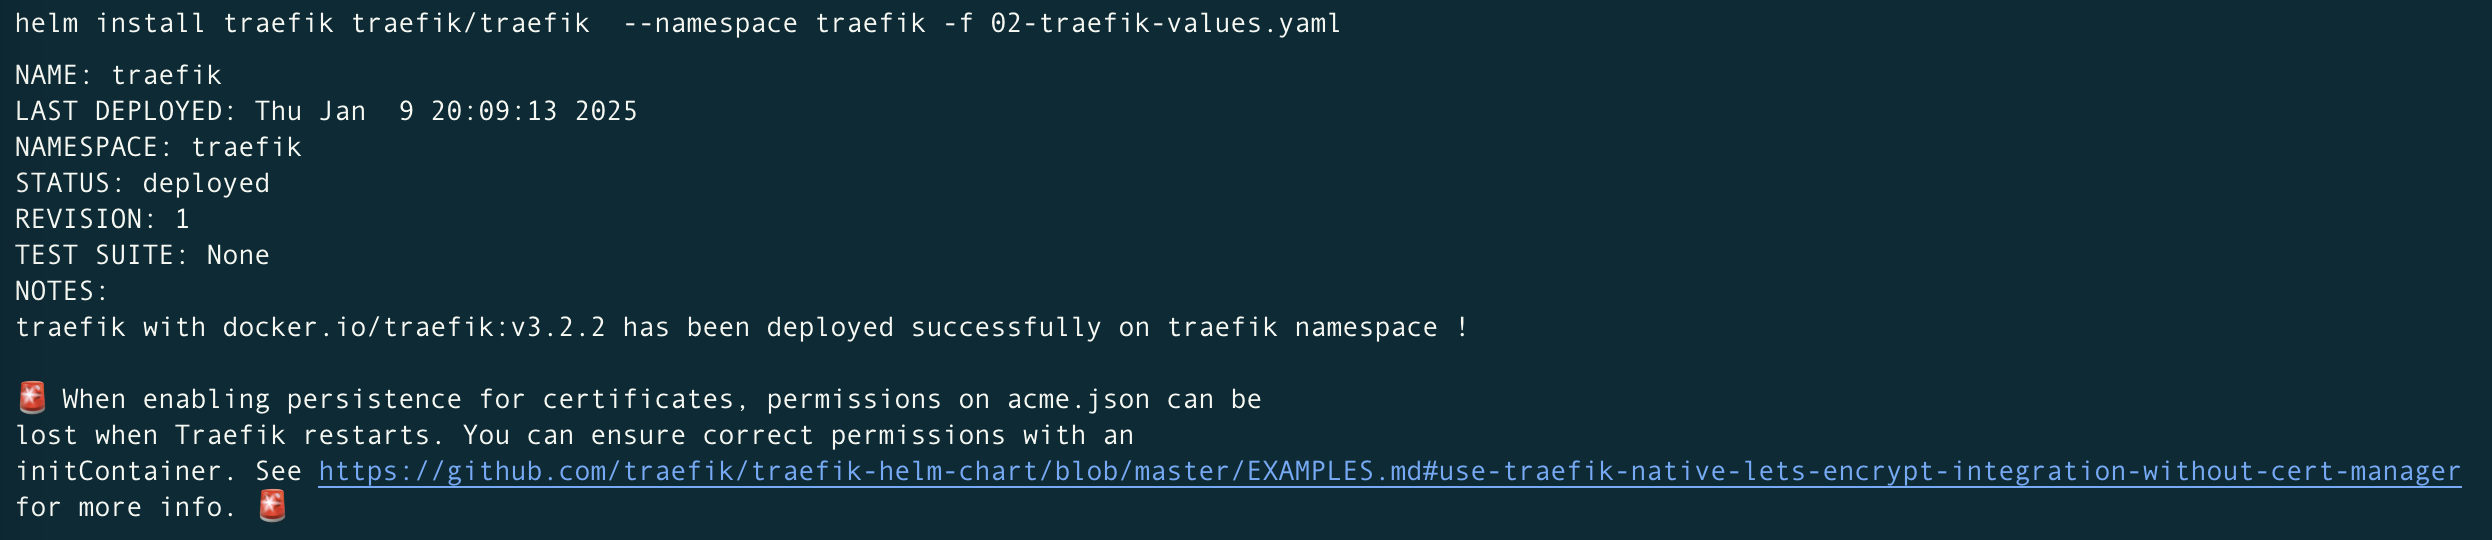 helm install traefik traefik/traefik  --namespace traefik -f 02-traefik-values.yaml
NAME: traefik
LAST DEPLOYED: Thu Jan  9 20:09:13 2025
NAMESPACE: traefik
STATUS: deployed
REVISION: 1
TEST SUITE: None
NOTES:
traefik with docker.io/traefik:v3.2.2 has been deployed successfully on traefik namespace !
🚨 When enabling persistence for certificates, permissions on acme.json can be
lost when Traefik restarts. You can ensure correct permissions with an
initContainer. See https://github.com/traefik/traefik-helm-chart/blob/master/EXAMPLES.md#use-traefik-native-lets-encrypt-integration-without-cert-manager
for more info. 🚨